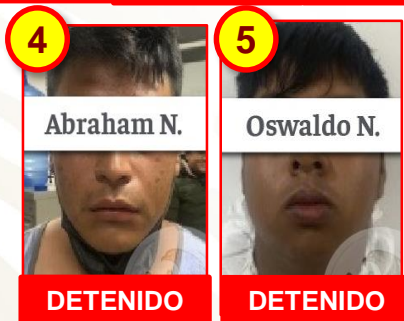 4
5
Abraham N.
Oswaldo N.
DETENIDO
DETENIDO